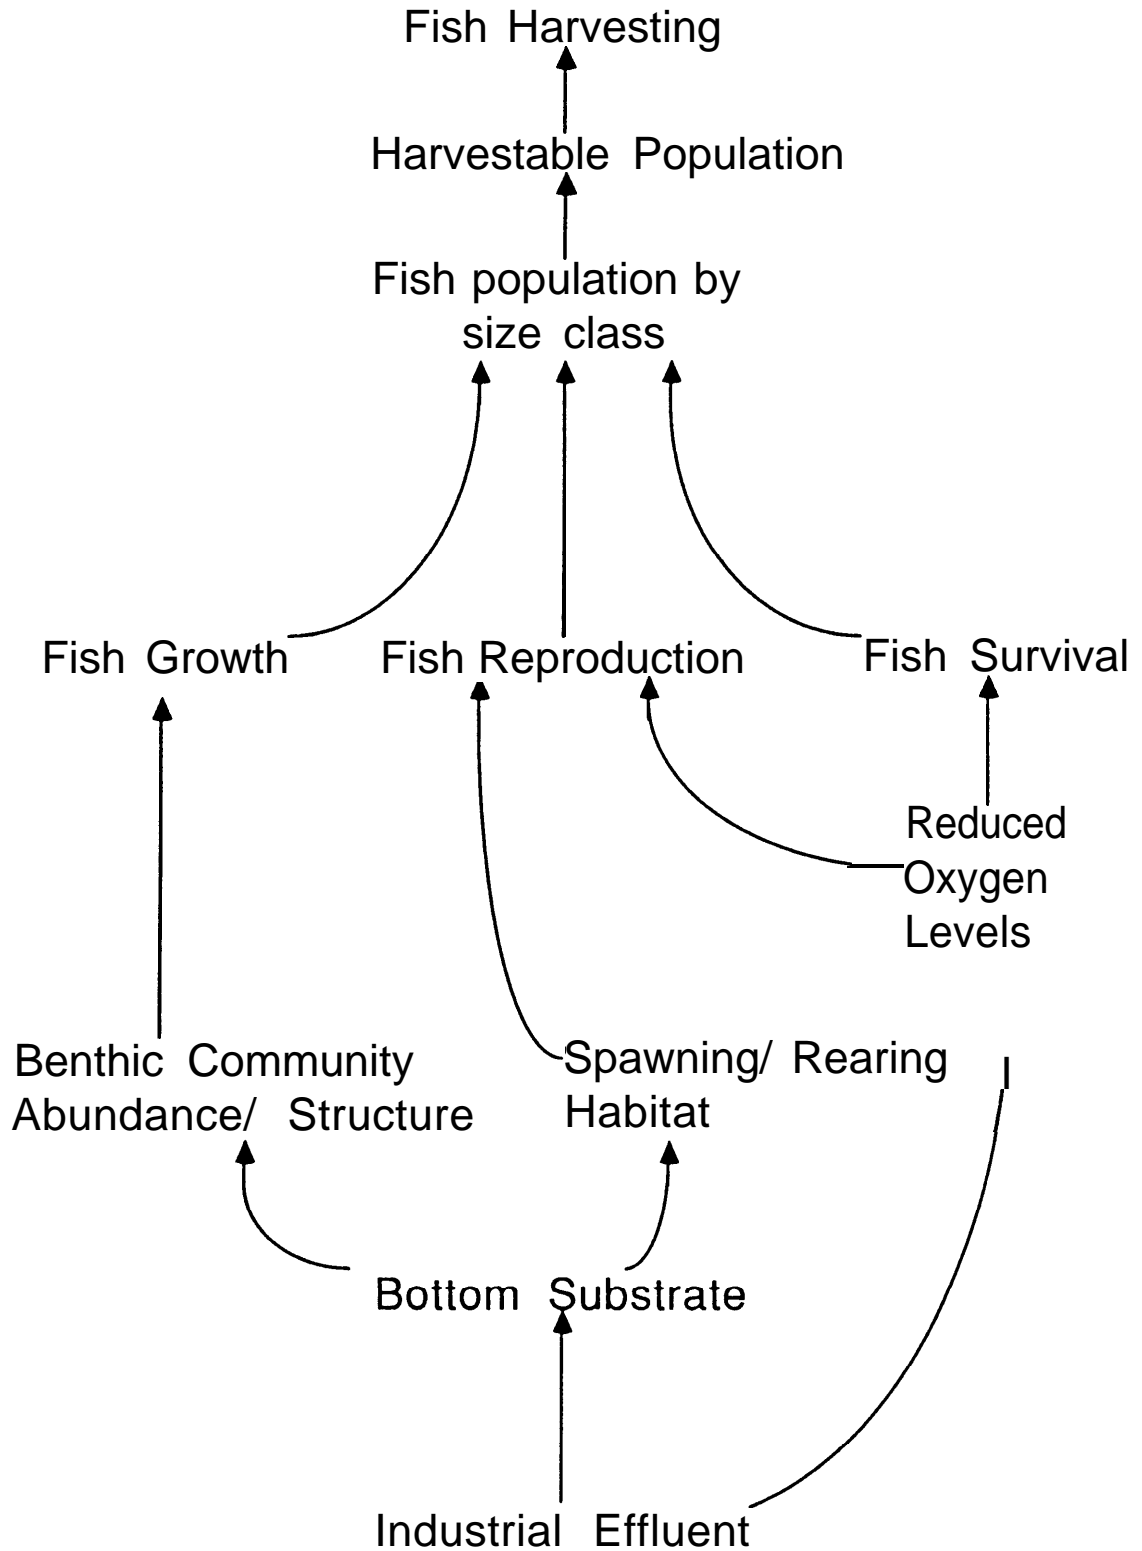 Fish Harvesting
Harvestable Population
Fish population by
size class
Fish Growth
Fish Reproduction
Fish Survival
Reduced
Oxygen
Levels
Benthic Community
Abundance/ Structure
Spawning/ Rearing
Habitat
Bottom Substrate
Industrial Effluent